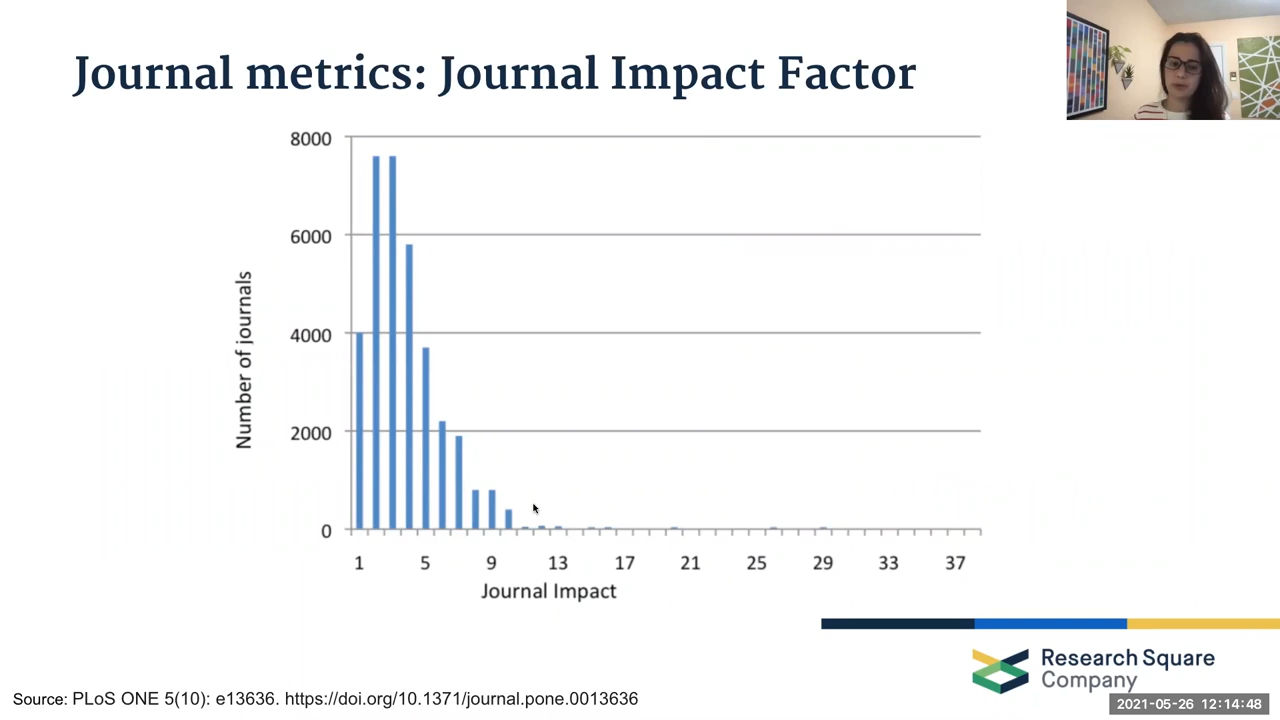 Journal metrics: Journal Impact Factor
8000
6000
4000
2000
0
Number of journals
1 5 9 13 17 21 25 29 33 37
Journal Impact
Research Square
Company
Source: PLoS ONE 5(10): e13636. https://doi.org/10.1371/journal.pone.0013636
2021-05-26 12:14:48